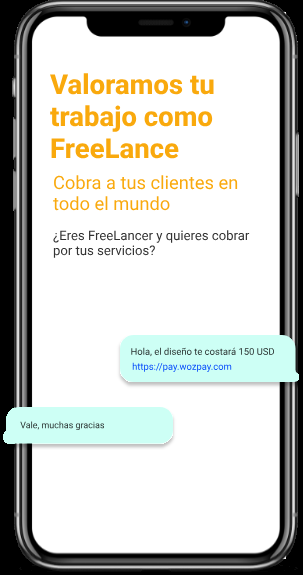 Valoramos tu
trabajo como
FreeLance
Cobra a tus clientes en
todo el mundo
¿Eres FreeLancer y quieres cobrar
por tus servicios?
Hola, el diseño te costará 150 USD
https://pay.wozpay.com
Vale, muchas gracias